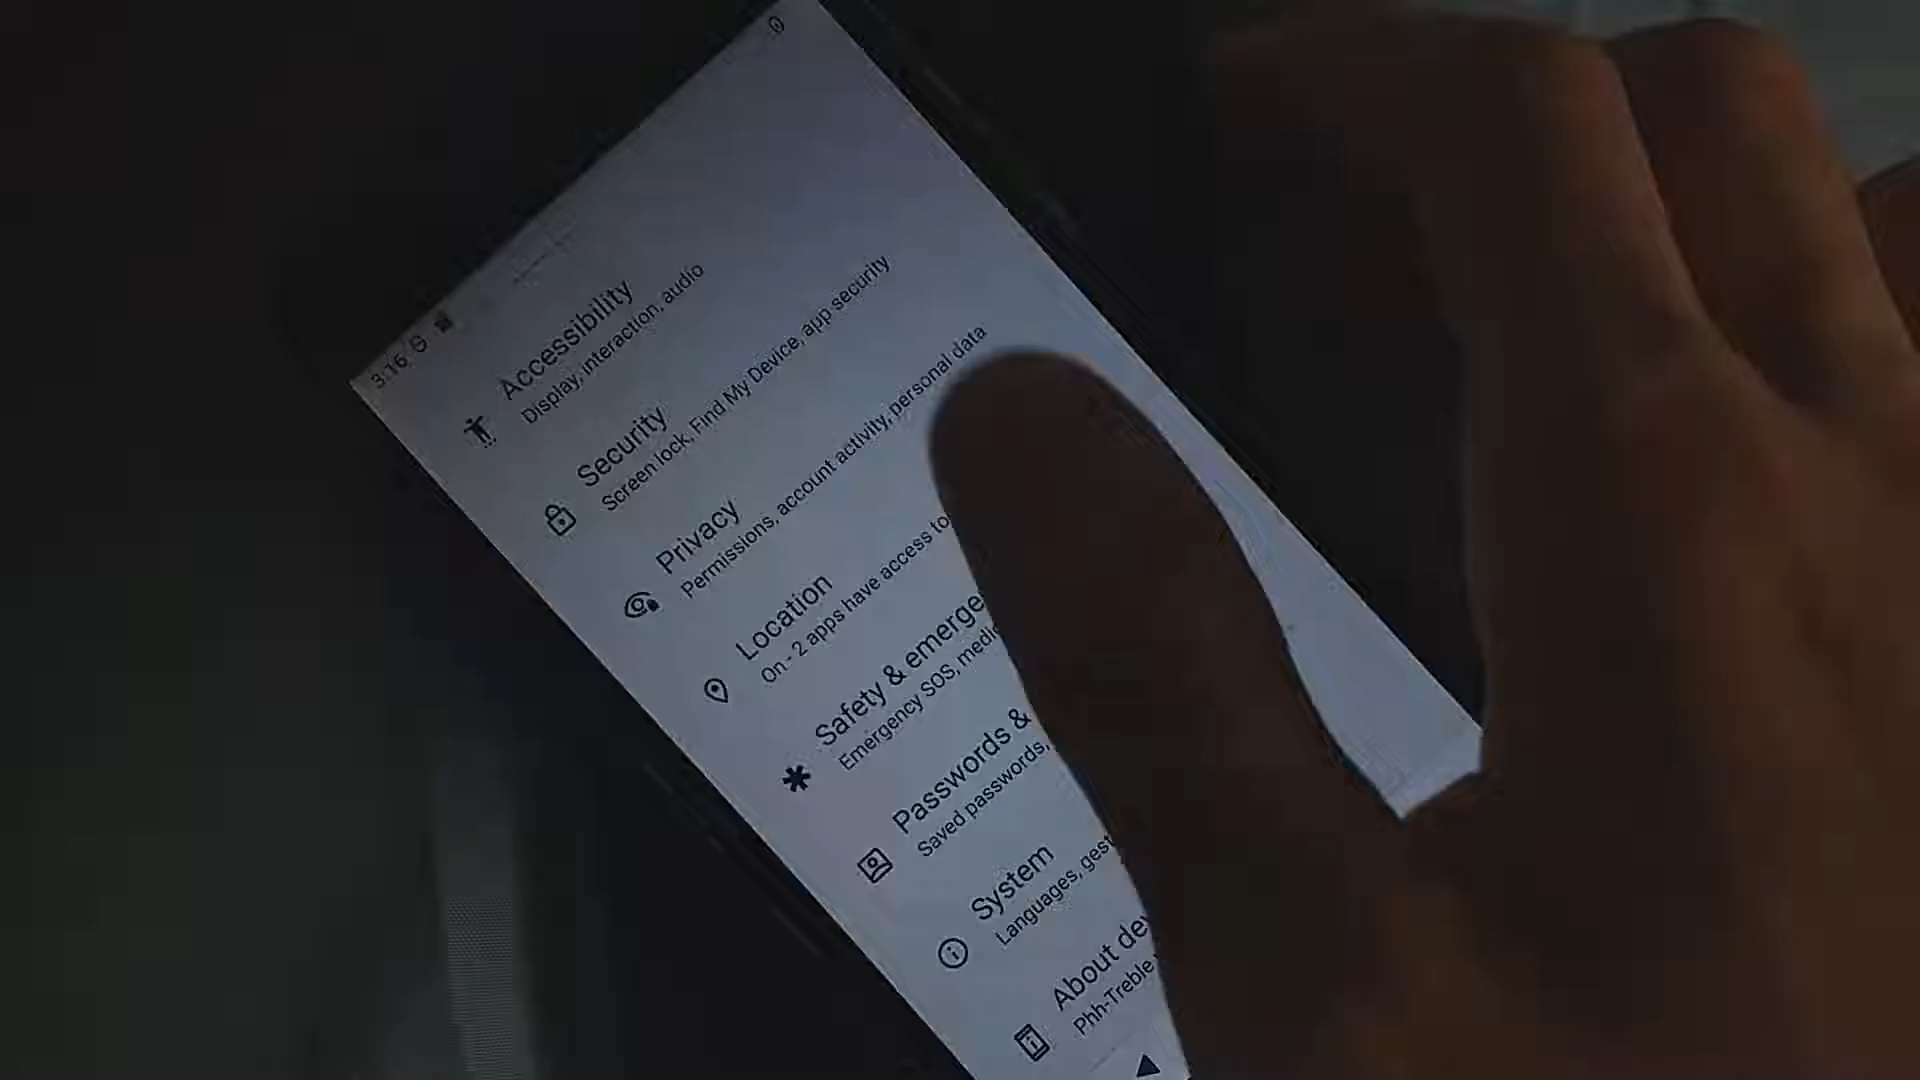 3:16 G
Accessibility
Display, interaction, audio
Security
Screen lock, Find My Device, app security
Privacy
Permissions, account activity, personal data
Location
On - 2 apps have access to
Safety & emerge
Emergency SOS, medic
Passwords &
Saved passwords,
System
Languages, gest
About dev
Phh-Treble